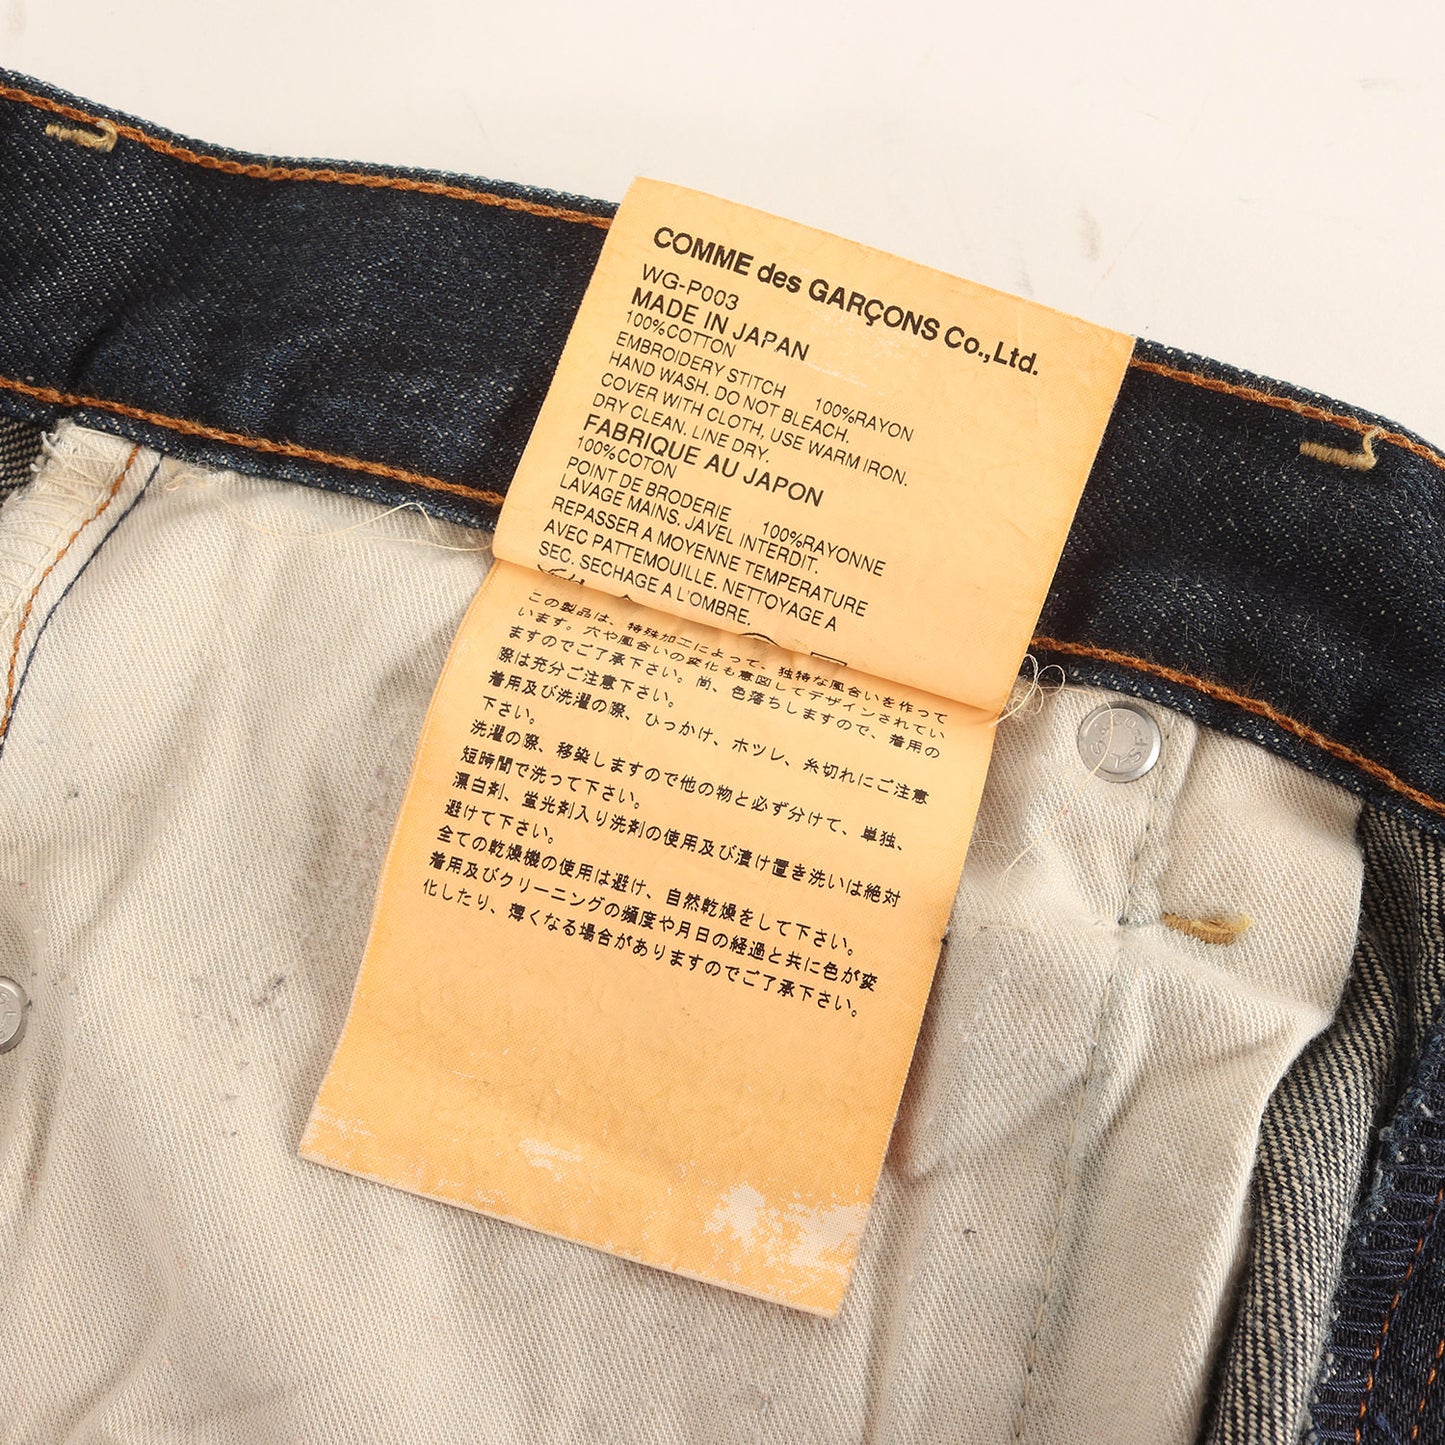 COMME des GARÇONS Co.,Ltd.
WG-P003
MADE IN JAPAN
100%COTTON
EMBROIDERY STITCH 100%RAYON
HAND WASH. DO NOT BLEACH.
COVER WITH CLOTH, USE WARM IRON.
DRY CLEAN. LINE DRY.
FABRIQUE AU JAPON
100%COTON
POINT DE BRODERIE 100%RAYONNE
LAVAGE MAINS. JAVEL INTERDIT.
REPASSER A MOYENNE TEMPERATURE
AVEC PATTEMOUILLE. NETTOYAGE A
SEC. SECHAGE A L'OMBRE.
この製品は、特殊加工によって、独特な風合いを作って
います。穴や風合いの変化も意図してデザインされてい
ますのでご了承下さい。尚、色落ちしますので、着用の
際は充分ご注意下さい。
着用及び洗濯の際、ひっかけ、ホツレ、糸切れにご注意
下さい。
洗濯の際、移染しますので他の物と必ず分けて、単独、
短時間で洗って下さい。
漂白剤、蛍光剤入り洗剤の使用及び漬け置き洗いは絶対
避けて下さい。
全ての乾燥機の使用は避け、自然乾燥をして下さい。
着用及びクリーニングの頻度や月日の経過と共に色が変
化したり、薄くなる場合がありますのでご了承下さい。